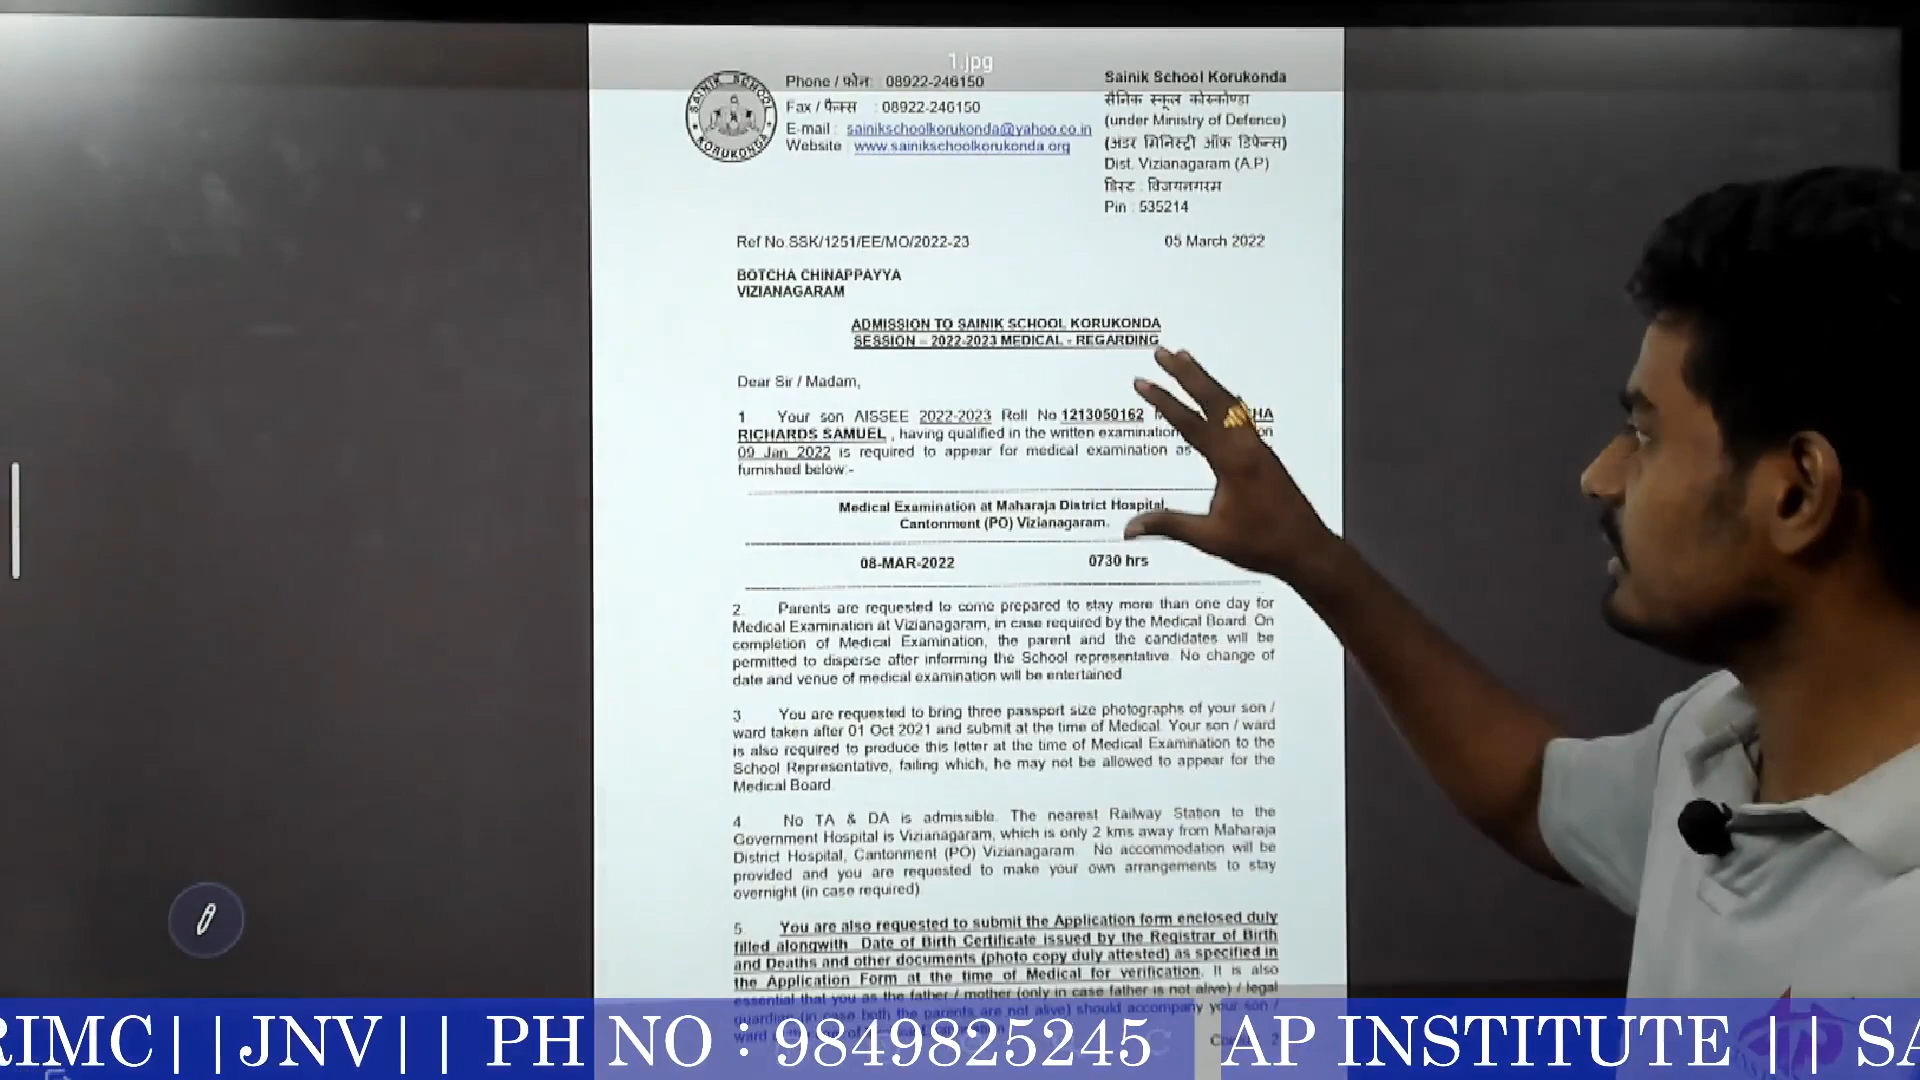 1.jpg
SAINIK SCHOOL
KORUKONDA
Phone / फोन: 08922-246150
Fax / फैक्स : 08922-246150
E-mail : sainikschoolkorukonda@yahoo.co.in
Website : www.sainikschoolkorukonda.org
Sainik School Korukonda
सैनिक स्कूल कोरुकोण्डा
(under Ministry of Defence)
(अंडर मिनिस्ट्री ऑफ़ डिफेन्स)
Dist. Vizianagaram (A.P)
डिस्ट : विजयनगरम
Pin : 535214
Ref No.SSK/1251/EE/MO/2022-23
05 March 2022
BOTCHA CHINAPPAYYA
VIZIANAGARAM
ADMISSION TO SAINIK SCHOOL KORUKONDA
SESSION – 2022-2023 MEDICAL - REGARDING
Dear Sir / Madam,
1 Your son AISSEE 2022-2023 Roll No 1213050162
RICHARDS SAMUEL , having qualified in the written examination on
09 Jan 2022 is required to appear for medical examination as
furnished below:-
Medical Examination at Maharaja District Hospital,
Cantonment (PO) Vizianagaram.
08-MAR-2022 0730 hrs
2. Parents are requested to come prepared to stay more than one day for
Medical Examination at Vizianagaram, in case required by the Medical Board. On
completion of Medical Examination, the parent and the candidates will be
permitted to disperse after informing the School representative. No change of
date and venue of medical examination will be entertained
3 You are requested to bring three passport size photographs of your son /
ward taken after 01 Oct 2021 and submit at the time of Medical. Your son / ward
is also required to produce this letter at the time of Medical Examination to the
School Representative, failing which, he may not be allowed to appear for the
Medical Board
4 No TA & DA is admissible. The nearest Railway Station to the
Government Hospital is Vizianagaram, which is only 2 kms away from Maharaja
District Hospital, Cantonment (PO) Vizianagaram. No accommodation will be
provided and you are requested to make your own arrangements to stay
overnight (in case required)
5. You are also requested to submit the Application form enclosed duly
filled alongwith Date of Birth Certificate issued by the Registrar of Birth
and Deaths and other documents (photo copy duly attested) as specified in
the Application Form at the time of Medical for verification. It is also
essential that you as the father / mother (only in case father is not alive) / legal
guardian (in case both the parents are not alive) should accompany your son /
RIMC||JNV|| PH NO : 9849825245 AP INSTITUTE || SA